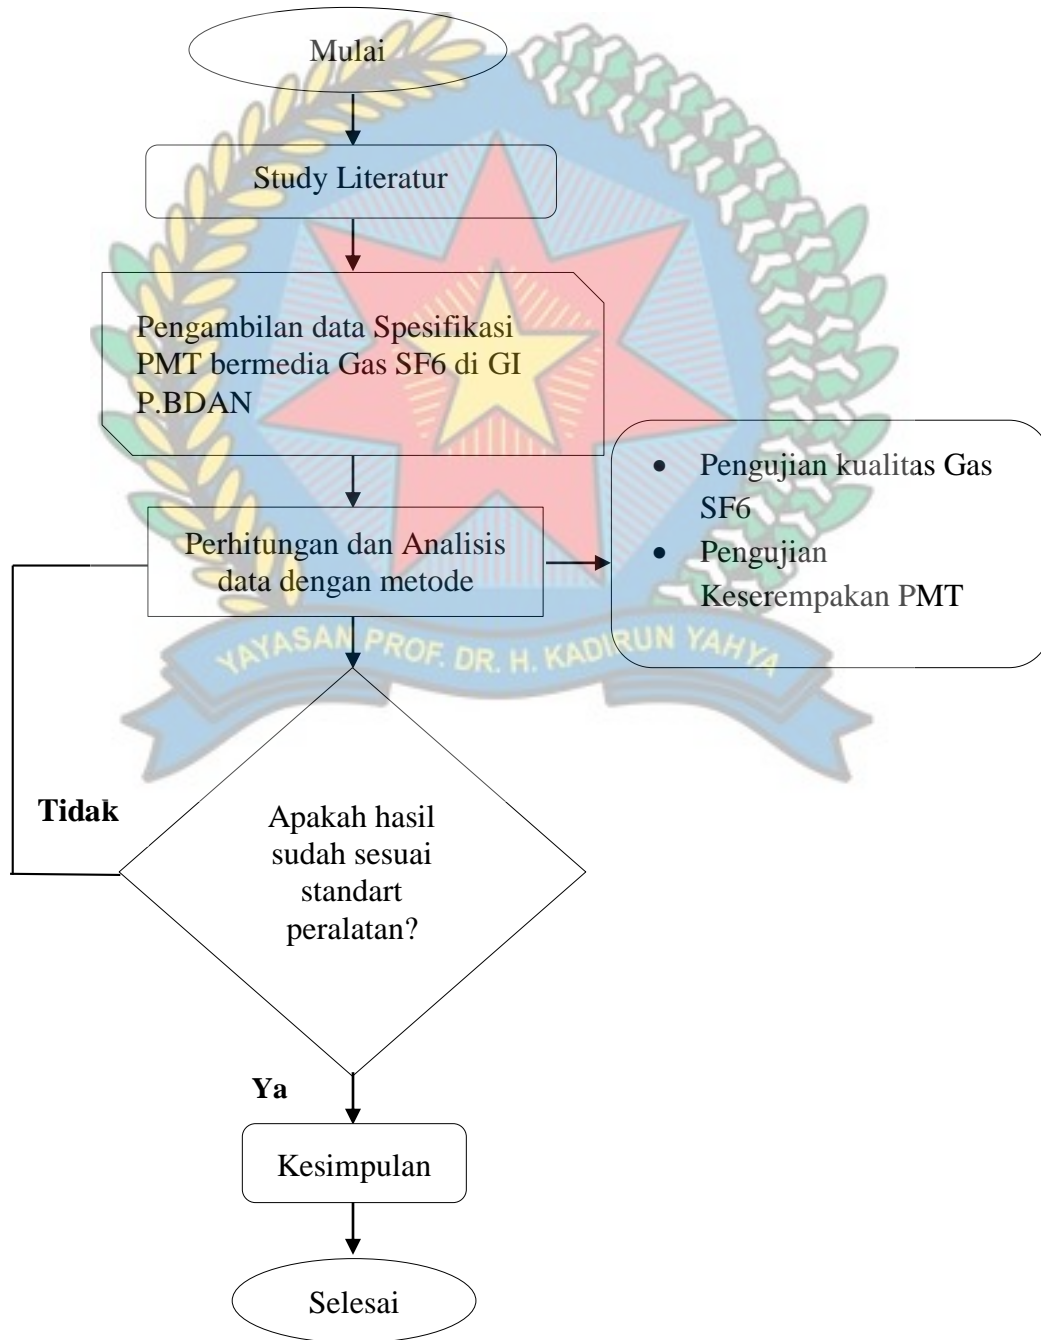 Mulai
Study Literatur
Pengambilan data Spesifikasi
PMT bermedia Gas SF6 di GI
P.BDAN
Perhitungan dan Analisis
data dengan metode
• Pengujian kualitas Gas
SF6
• Pengujian
Keserempakan PMT
YAYASAN PROF. DR. H. KADIRUN YAHYA
Tidak
Apakah hasil
sudah sesuai
standart
peralatan?
Ya
Kesimpulan
Selesai